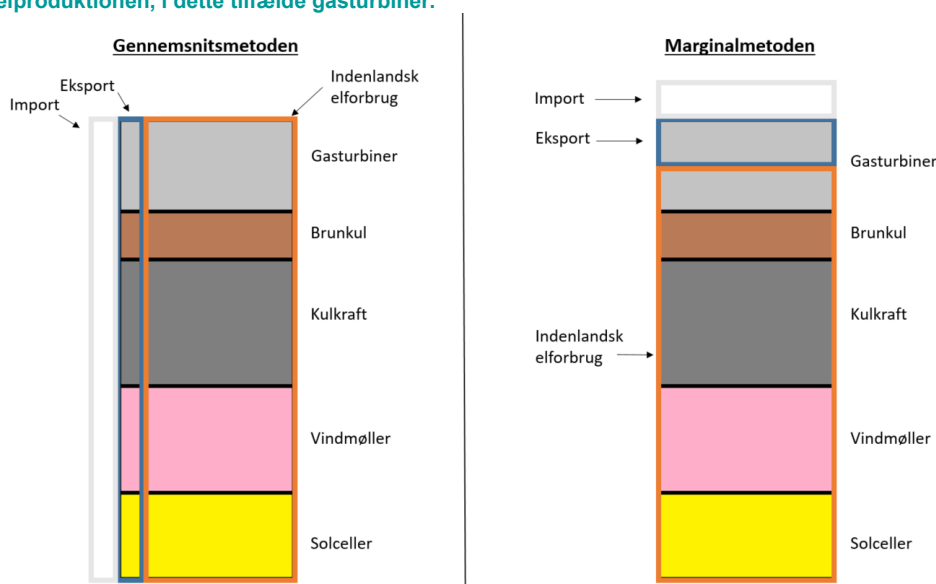 elproduktionen, i dette tilfælde gasturbiner.
Gennemsnitsmetoden
Eksport
Import
Indenlandsk
elforbrug
Gasturbiner
Brunkul
Kulkraft
Vindmøller
Solceller
Marginalmetoden
Import
Eksport
Gasturbiner
Brunkul
Kulkraft
Indenlandsk
elforbrug
Vindmøller
Solceller